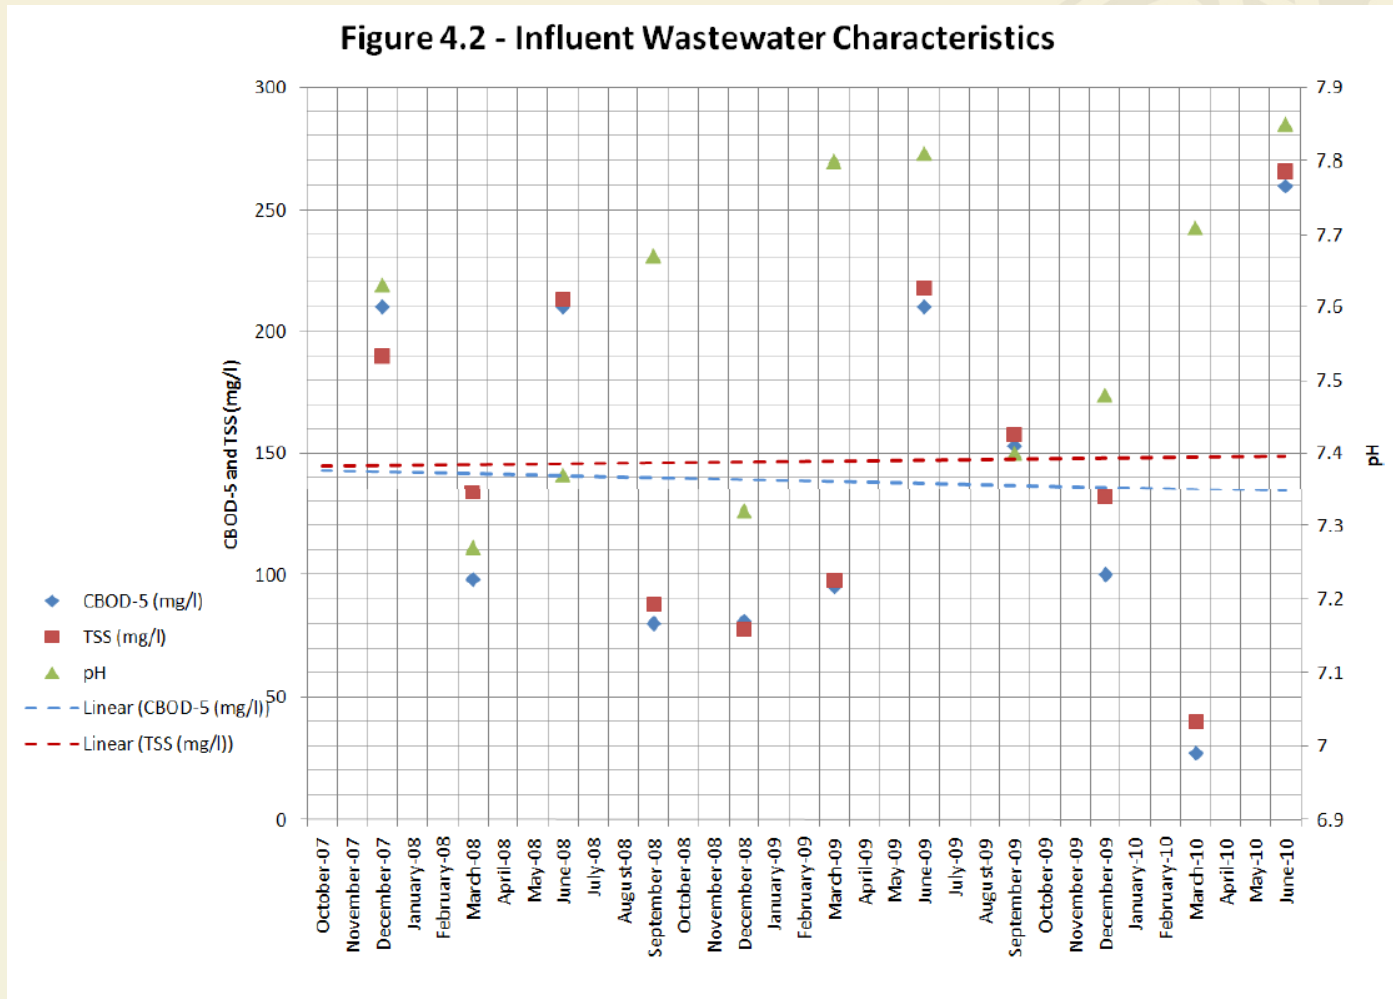 Figure 4.2 - Influent Wastewater Characteristics
300
250
200
150
100
50
0
CBOD-5 and TSS (mg/l)
7.9
7.8
7.7
7.6
7.5
7.4
7.3
7.2
7.1
7
6.9
pH
CBOD-5 (mg/l)
TSS (mg/l)
pH
Linear (CBOD-5 (mg/l))
Linear (TSS (mg/l))
October-07
November-07
December-07
January-08
February-08
March-08
April-08
May-08
June-08
July-08
August-08
September-08
October-08
November-08
December-08
January-09
February-09
March-09
April-09
May-09
June-09
July-09
August-09
September-09
October-09
November-09
December-09
January-10
February-10
March-10
April-10
May-10
June-10